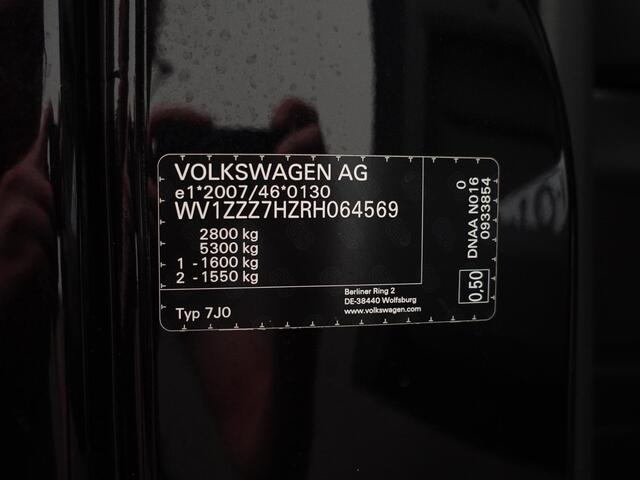 VOLKSWAGEN AG
e1*2007/46*0130
WV1ZZZ7HZRH064569
2800 kg
5300 kg
1 - 1600 kg
2 - 1550 kg
Typ 7J0
Berliner Ring 2
DE-38440 Wolfsburg
www.volkswagen.com
0
DNAA N016
0933854
0,50